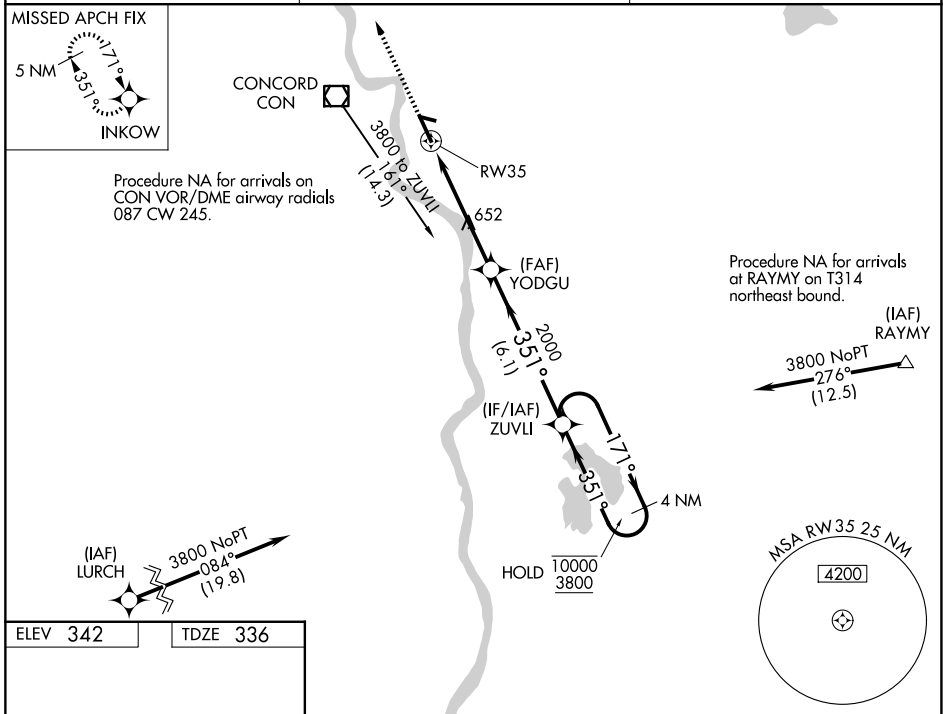 MISSED APCH FIX
5 NM
171°
351°
INKOW
CONCORD
CON
3800 to ZUVLI
161°
(14.3)
RW35
Procedure NA for arrivals on
CON VOR/DME airway radials
087 CW 245.
652
(FAF)
YODGU
Procedure NA for arrivals
at RAYMY on T314
northeast bound.
(IAF)
RAYMY
3800 NoPT
276°
(12.5)
2000
351°
(6.1)
(IF/IAF)
ZUVLI
171°
351°
4 NM
HOLD
10000
3800
(IAF)
LURCH
3800 NoPT
084°
(19.8)
MSA RW35 25 NM
4200
ELEV 342
TDZE 336